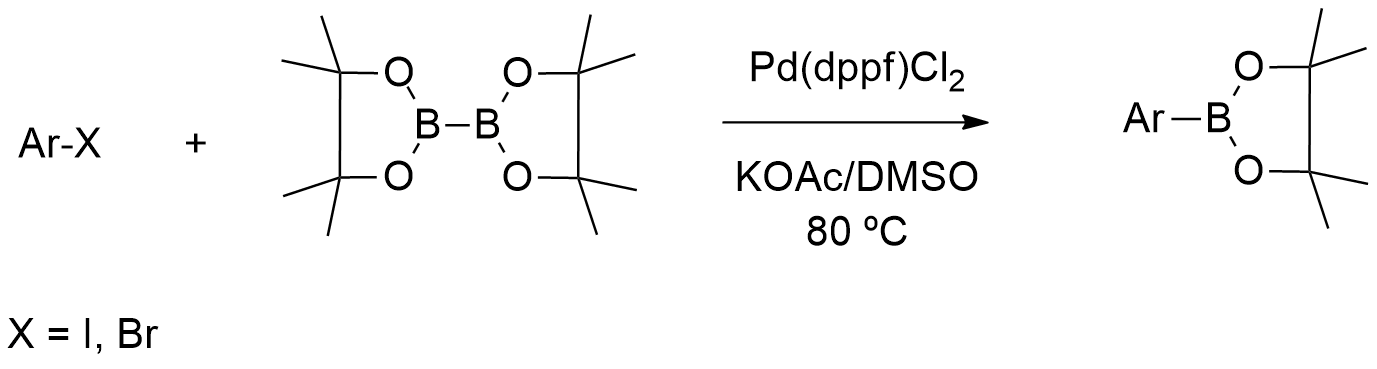 Ar-X + O O B–B O O Pd(dppf)Cl₂ Ar–B O O
KOAc/DMSO
80 ºC
X = I, Br